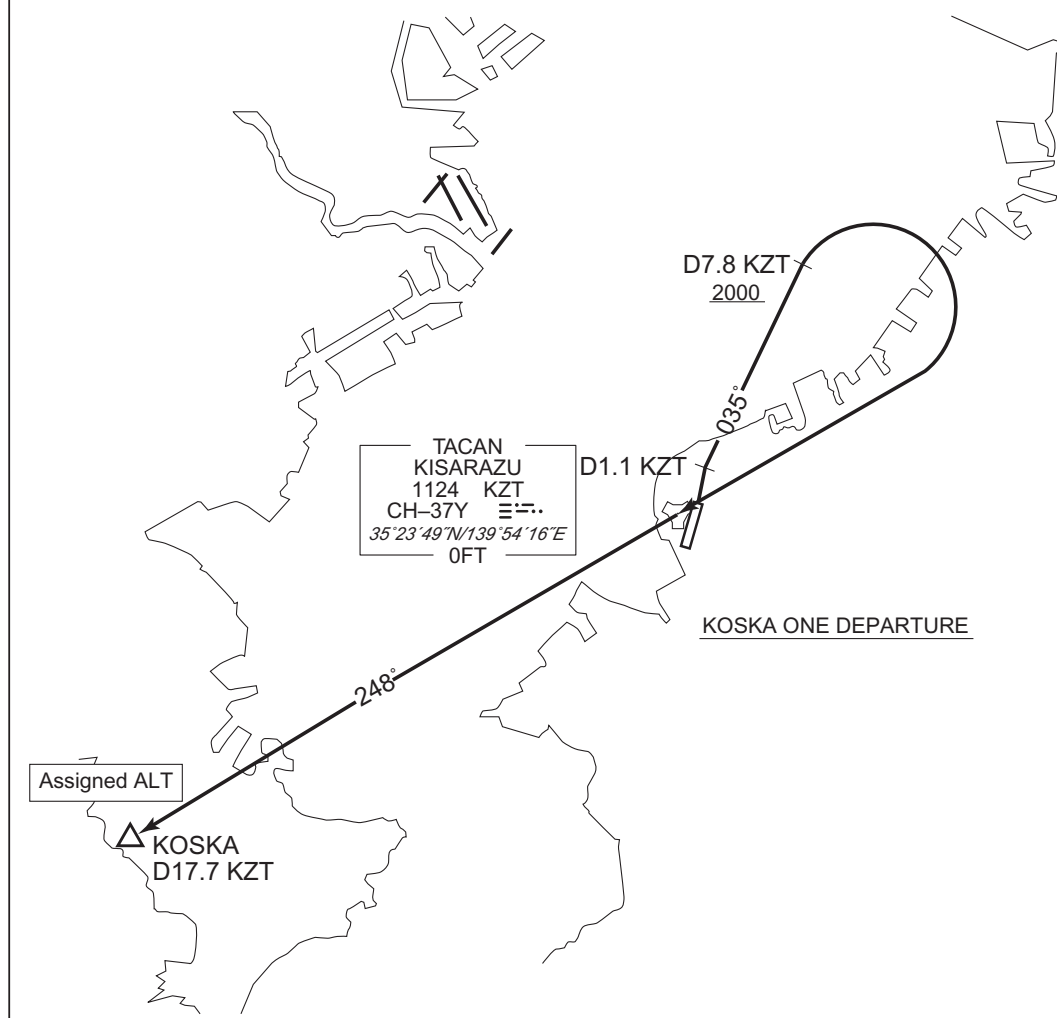 D7.8 KZT
2000
035°
TACAN
KISARAZU
1124 KZT
CH–37Y
35°23´49˝N/139°54´16˝E
0FT
D1.1 KZT
KOSKA ONE DEPARTURE
248°
Assigned ALT
KOSKA
D17.7 KZT